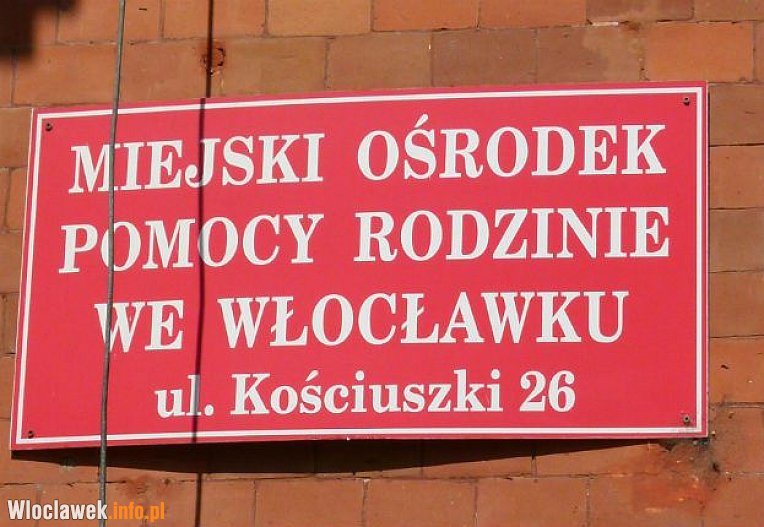 MIEJSKI OŚRODEK
POMOCY RODZINIE
WE WŁOCŁAWKU
ul. Kościuszki 26
Wloclawek.info.pl